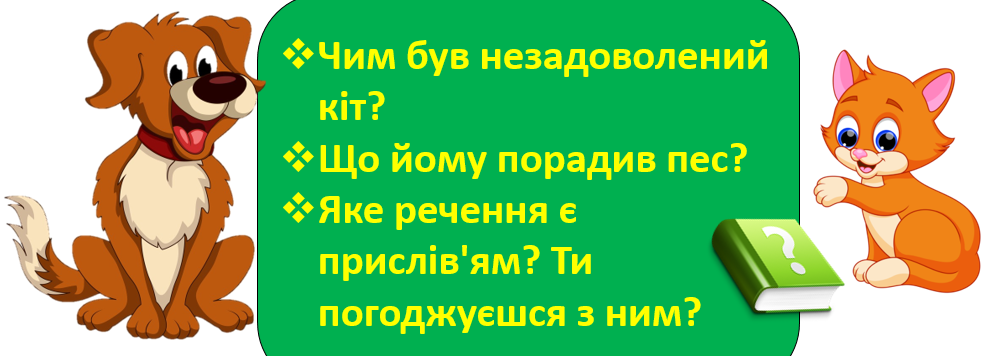 ❖Чим був незадоволений
кіт?
❖Що йому порадив пес?
❖Яке речення є
прислів'ям? Ти
погоджуєшся з ним?
?